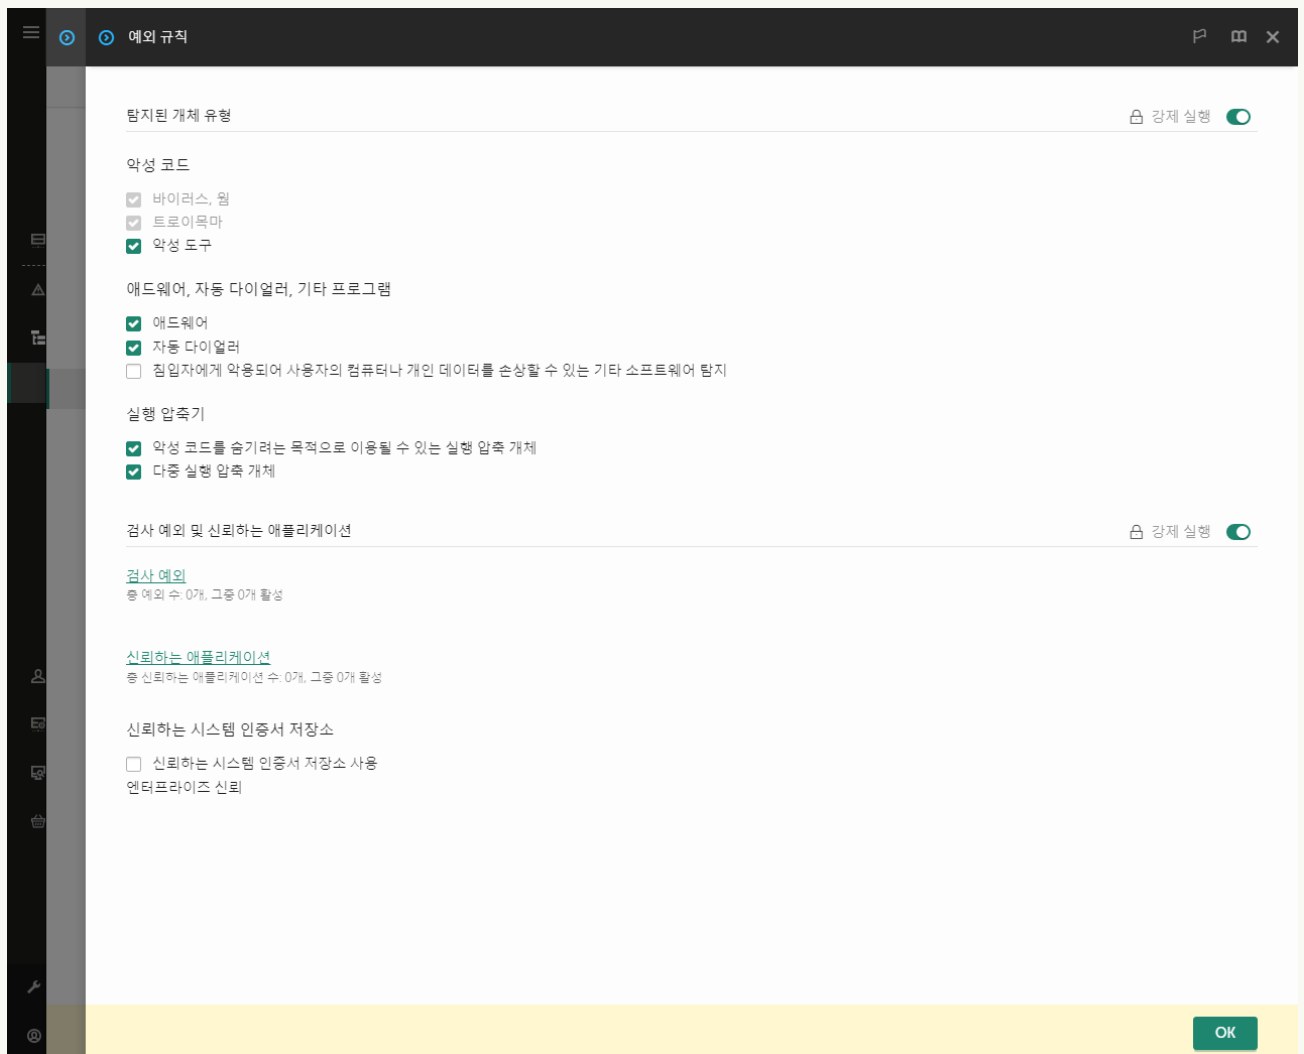 예외 규칙
탐지된 개체 유형
강제 실행
악성 코드
바이러스, 웜
트로이목마
악성 도구
애드웨어, 자동 다이얼러, 기타 프로그램
애드웨어
자동 다이얼러
침입자에게 악용되어 사용자의 컴퓨터나 개인 데이터를 손상할 수 있는 기타 소프트웨어 탐지
실행 압축기
악성 코드를 숨기려는 목적으로 이용될 수 있는 실행 압축 개체
다중 실행 압축 개체
검사 예외 및 신뢰하는 애플리케이션
강제 실행
검사 예외
총 예외 수: 0개, 그중 0개 활성
신뢰하는 애플리케이션
총 신뢰하는 애플리케이션 수: 0개, 그중 0개 활성
신뢰하는 시스템 인증서 저장소
신뢰하는 시스템 인증서 저장소 사용
엔터프라이즈 신뢰
OK